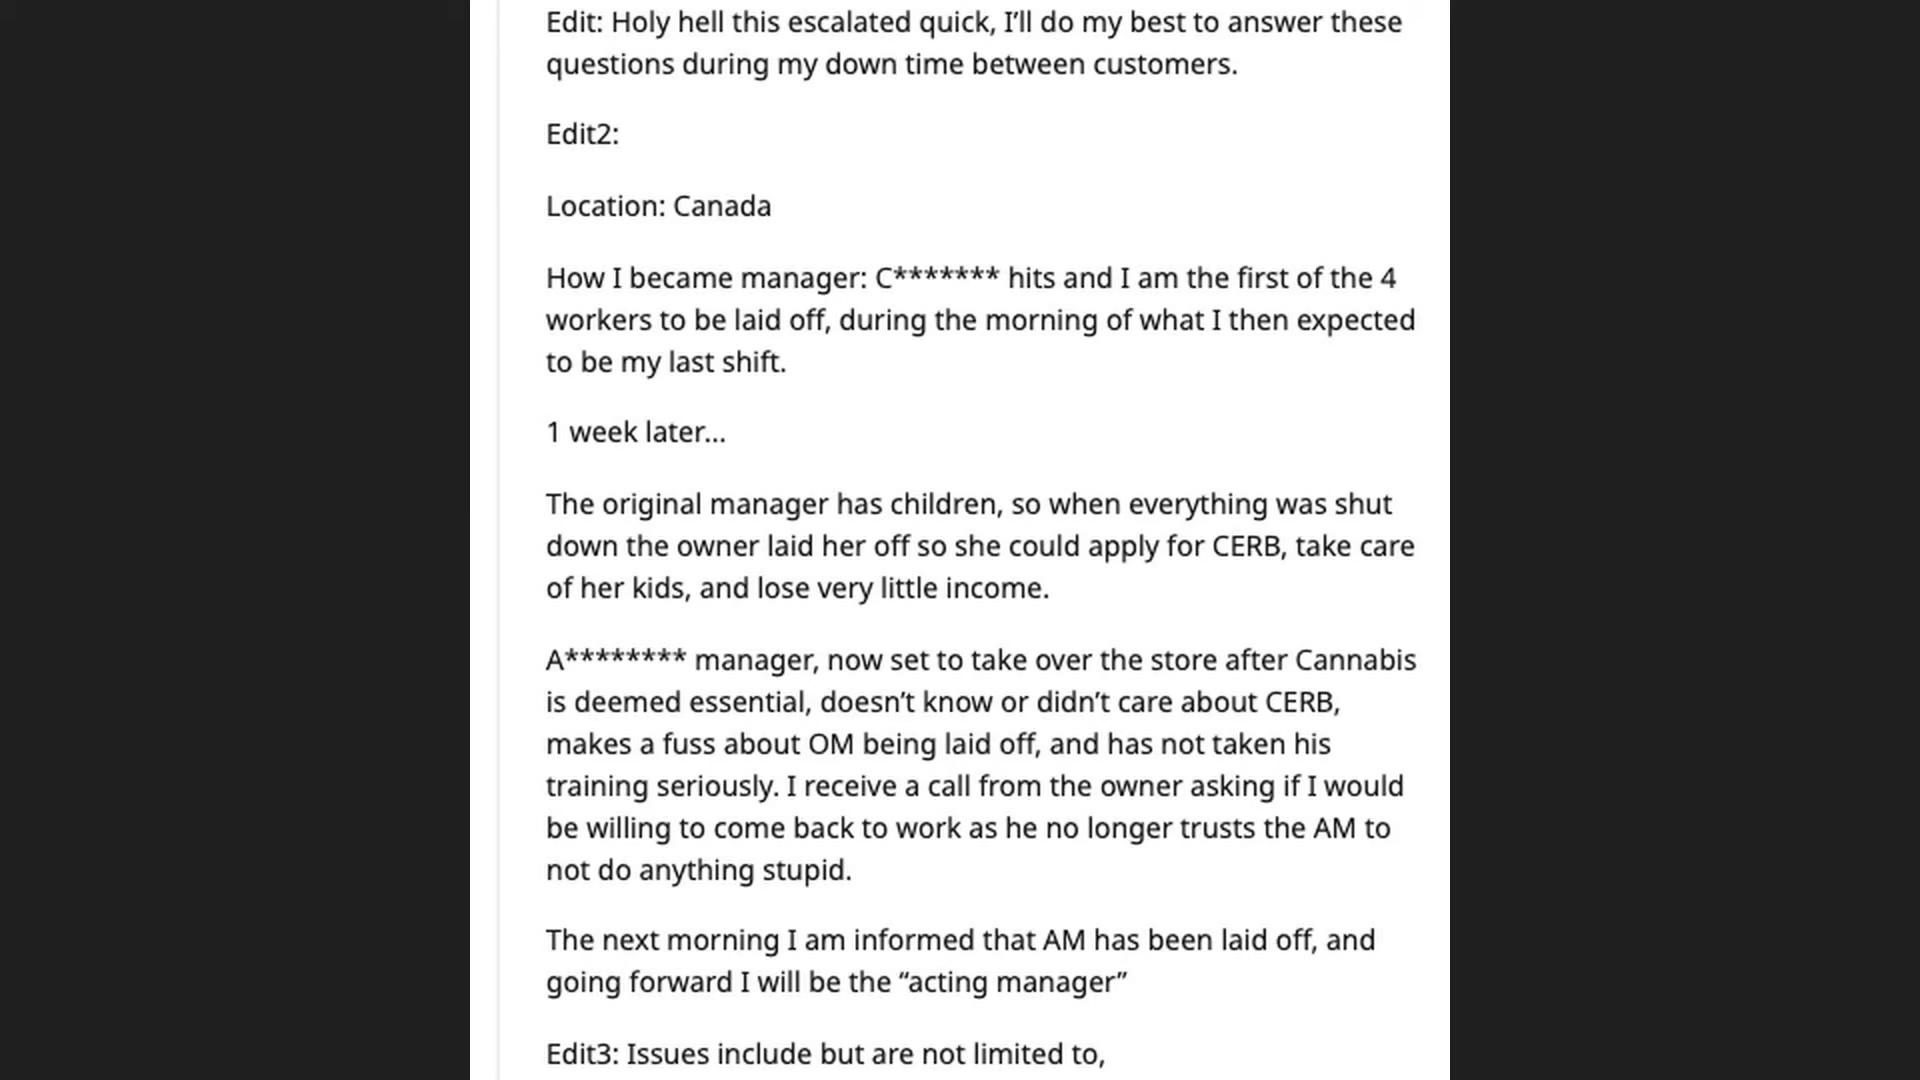 Edit: Holy hell this escalated quick, I’ll do my best to answer these
questions during my down time between customers.
Edit2:
Location: Canada
How I became manager: C******* hits and I am the first of the 4
workers to be laid off, during the morning of what I then expected
to be my last shift.
1 week later...
The original manager has children, so when everything was shut
down the owner laid her off so she could apply for CERB, take care
of her kids, and lose very little income.
A******** manager, now set to take over the store after Cannabis
is deemed essential, doesn’t know or didn’t care about CERB,
makes a fuss about OM being laid off, and has not taken his
training seriously. I receive a call from the owner asking if I would
be willing to come back to work as he no longer trusts the AM to
not do anything stupid.
The next morning I am informed that AM has been laid off, and
going forward I will be the “acting manager”
Edit3: Issues include but are not limited to,